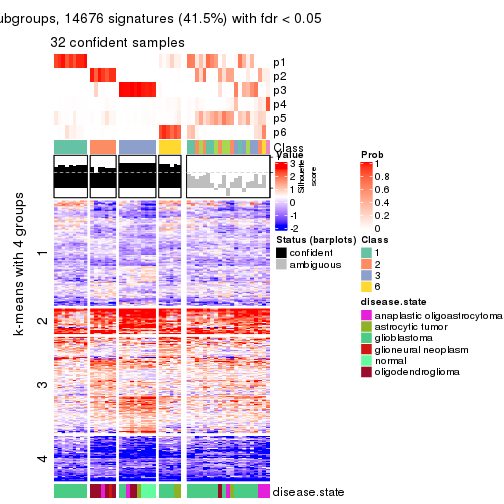 ubgroups, 14676 signatures (41.5%) with fdr < 0.05
32 confident samples
p1
p2
p3
p4
p5
p6
Class
Value
3
2
1
0
-1
-2
Silhouette
score
Prob
1
0.8
0.6
0.4
0.2
0
Status (barplots)
confident
ambiguous
Class
1
2
3
6
disease.state
anaplastic oligoastrocytoma
astrocytic tumor
glioblastoma
glioneural neoplasm
normal
oligodendroglioma
k-means with 4 groups
1
2
3
4
disease.state